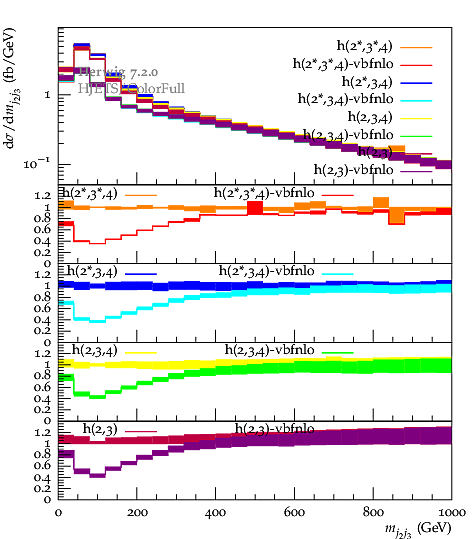 dσ/dm_{j2j3} (fb/GeV)
1
10^{-1}
Herwig 7.2.0
HJETS, ColorFull
h(2*,3*,4)
h(2*,3*,4)-vbfnlo
h(2*,3,4)
h(2*,3,4)-vbfnlo
h(2,3,4)
h(2,3,4)-vbfnlo
h(2,3)
h(2,3)-vbfnlo
h(2*,3*,4) h(2*,3*,4)-vbfnlo
1.2
1
0.8
0.6
0.4
0.2
0
h(2*,3,4) h(2*,3,4)-vbfnlo
1.2
1
0.8
0.6
0.4
0.2
0
h(2,3,4) h(2,3,4)-vbfnlo
1.2
1
0.8
0.6
0.4
0.2
0
h(2,3) h(2,3)-vbfnlo
1.2
1
0.8
0.6
0.4
0.2
0
0 200 400 600 800 1000
m_{j2j3} (GeV)